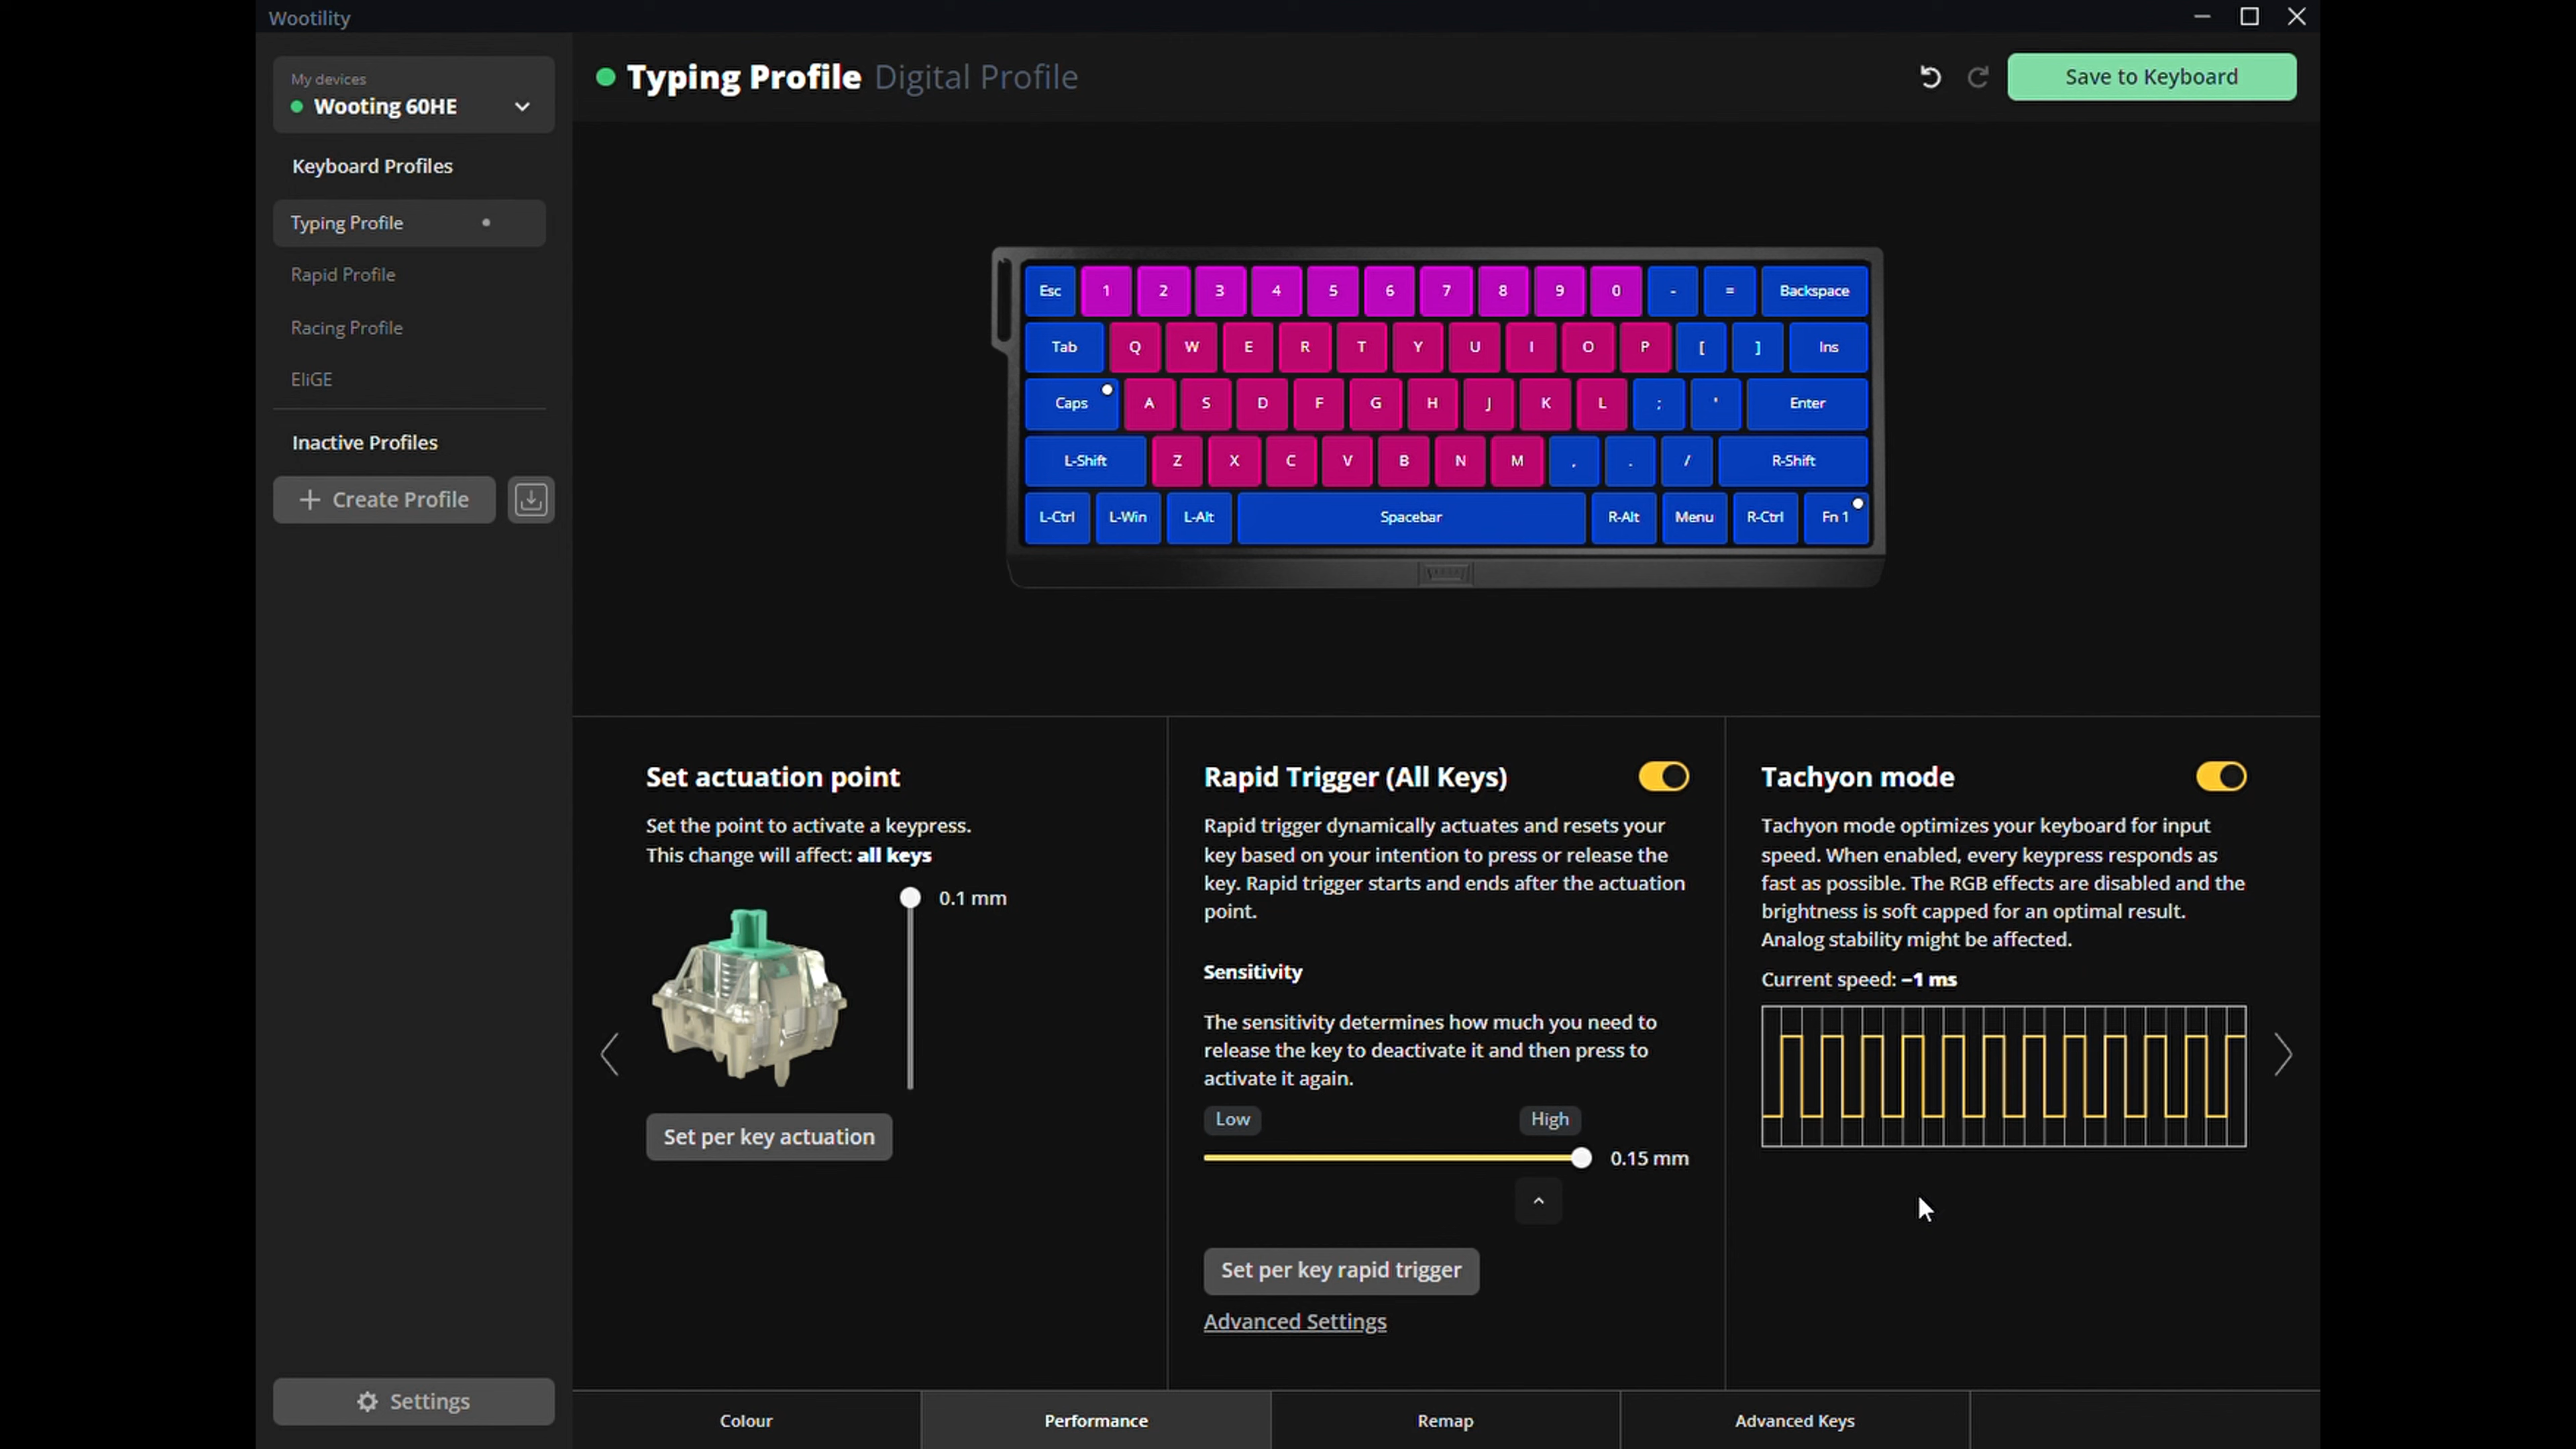 Wootility
My devices
Wooting 60HE
Keyboard Profiles
Typing Profile
Rapid Profile
Racing Profile
EliGE
Inactive Profiles
Create Profile
Settings
Typing Profile Digital Profile
Save to Keyboard
Esc 1 2 3 4 5 6 7 8 9 0 - = Backspace
Tab Q W E R T Y U I O P [ ] Ins
Caps A S D F G H J K L ; ' Enter
L-Shift Z X C V B N M , . / R-Shift
L-Ctrl L-Win L-Alt Spacebar R-Alt Menu R-Ctrl Fn 1
Set actuation point
Set the point to activate a keypress.
This change will affect: all keys
0.1 mm
Set per key actuation
Rapid Trigger (All Keys)
Rapid trigger dynamically actuates and resets your
key based on your intention to press or release the
key. Rapid trigger starts and ends after the actuation
point.
Sensitivity
The sensitivity determines how much you need to
release the key to deactivate it and then press to
activate it again.
Low High
0.15 mm
Set per key rapid trigger
Advanced Settings
Tachyon mode
Tachyon mode optimizes your keyboard for input
speed. When enabled, every keypress responds as
fast as possible. The RGB effects are disabled and the
brightness is soft capped for an optimal result.
Analog stability might be affected.
Current speed: ~1 ms
Colour Performance Remap Advanced Keys